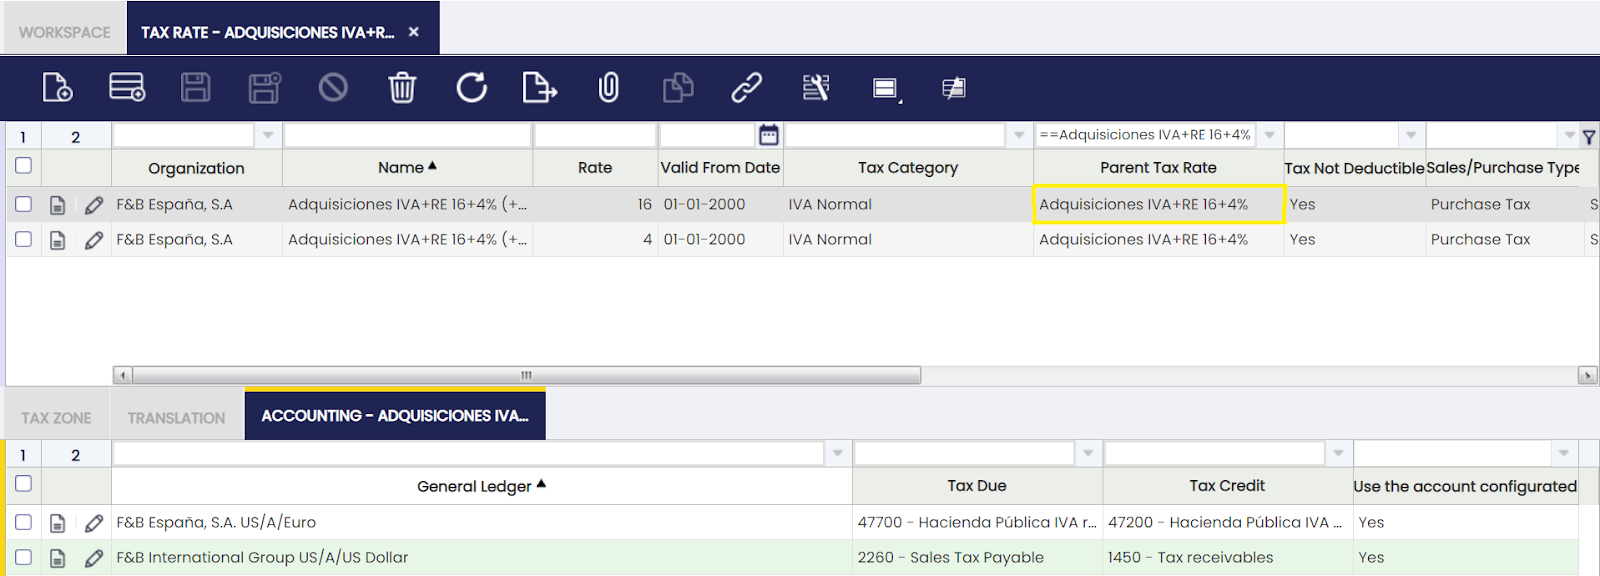 WORKSPACE TAX RATE - ADQUISICIONES IVA+R... ×
1 2 ==Adquisiciones IVA+RE 16+4%
Organization Name Rate Valid From Date Tax Category Parent Tax Rate Tax Not Deductible Sales/Purchase Type
F&B España, S.A Adquisiciones IVA+RE 16+4% (+... 16 01-01-2000 IVA Normal Adquisiciones IVA+RE 16+4% Yes Purchase Tax S
F&B España, S.A Adquisiciones IVA+RE 16+4% (+... 4 01-01-2000 IVA Normal Adquisiciones IVA+RE 16+4% Yes Purchase Tax S
TAX ZONE TRANSLATION ACCOUNTING - ADQUISICIONES IVA...
1 2
General Ledger Tax Due Tax Credit Use the account configurated
F&B España, S.A. US/A/Euro 47700 - Hacienda Pública IVA r... 47200 - Hacienda Pública IVA ... Yes
F&B International Group US/A/US Dollar 2260 - Sales Tax Payable 1450 - Tax receivables Yes